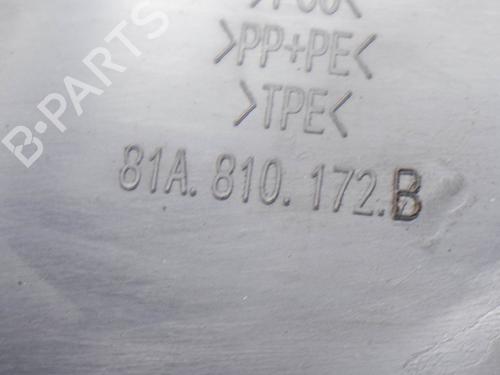 B-PARTS
>PP+PE<
>TPE<
81A. 810. 172.B